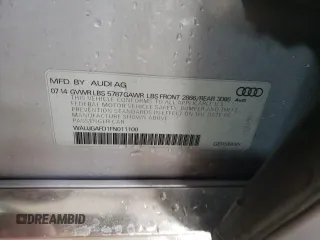 MFD BY AUDI AG
07 14 GVWR LBS 5787 GAWR LBS FRONT 2866/REAR 3086
THIS VEHICLE CONFORMS TO ALL APPLICABLE
FEDERAL MOTOR VEHICLE SAFETY, BUMPER, AND THEFT
PREVENTION STANDARDS IN EFFECT ON THE DATE OF
MANUFACTURE SHOWN ABOVE
PASSENGER CAR
Audi
DREAMBID